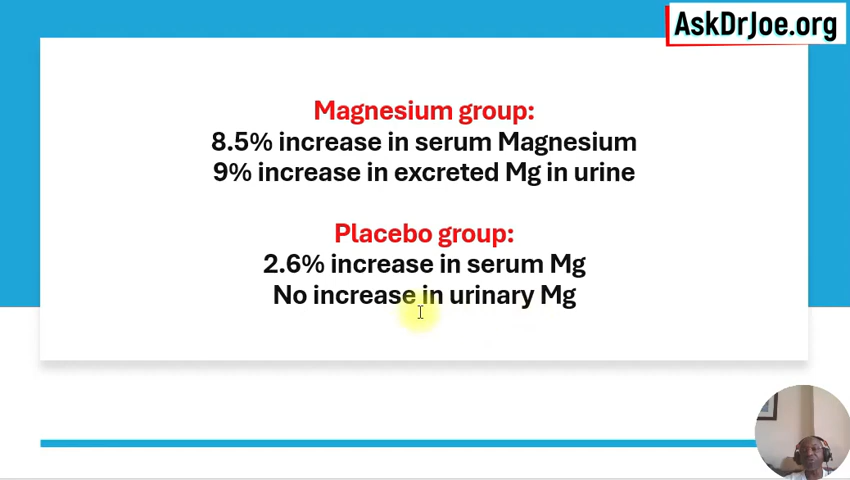 AskDrJoe.org
Magnesium group:
8.5% increase in serum Magnesium
9% increase in excreted Mg in urine
Placebo group:
2.6% increase in serum Mg
No increase in urinary Mg